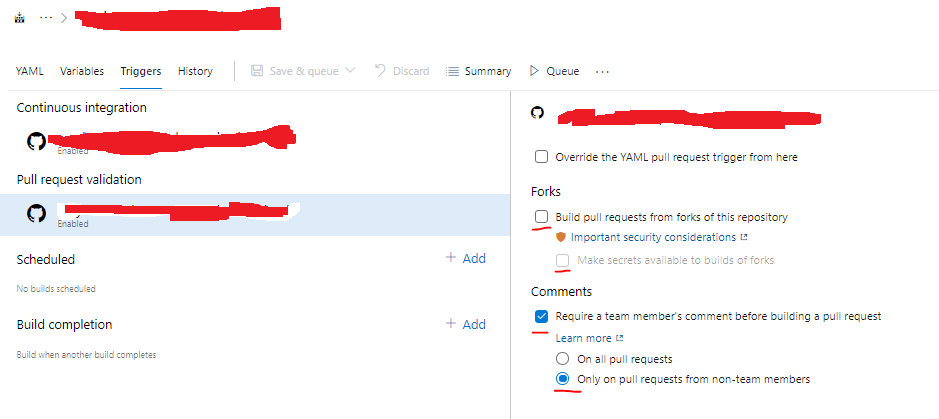 YAML Variables Triggers History Save & queue Discard Summary Queue
Continuous integration
Enabled
Override the YAML pull request trigger from here
Pull request validation
Forks
Build pull requests from forks of this repository
Enabled
Important security considerations
Scheduled
Add
Make secrets available to builds of forks
No builds scheduled
Comments
Require a team member's comment before building a pull request
Build completion
Add
Learn more
Build when another build completes
On all pull requests
Only on pull requests from non-team members